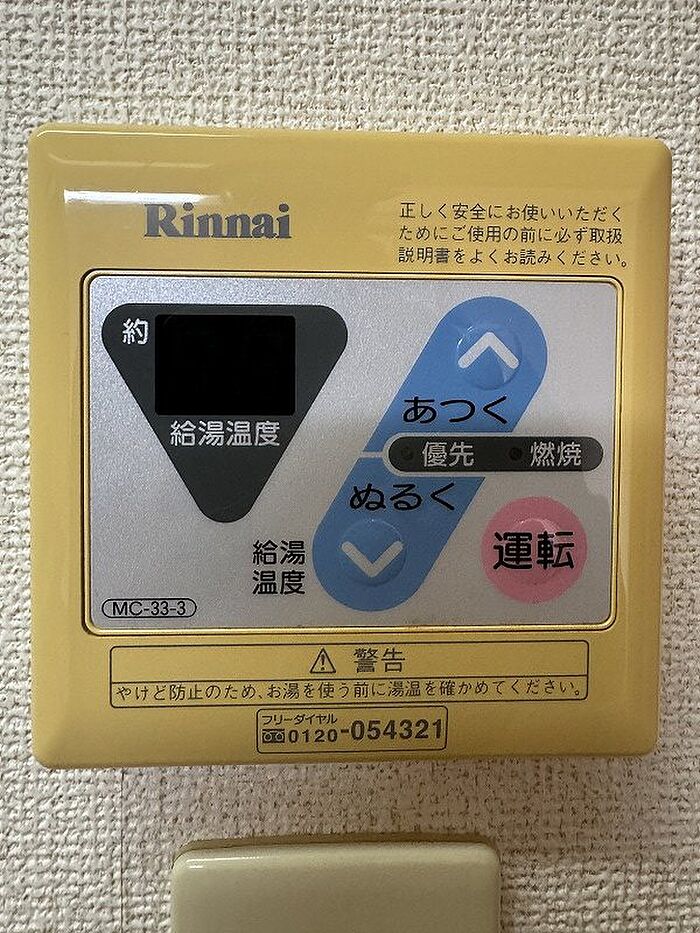 Rinnai
正しく安全にお使いいただく
ためにご使用の前に必ず取扱
説明書をよくお読みください。
約
給湯温度
あつく
優先 燃焼
ぬるく
給湯
温度
運転
MC-33-3
⚠ 警告
やけど防止のため、お湯を使う前に湯温を確かめてください。
フリーダイヤル
0120-054321